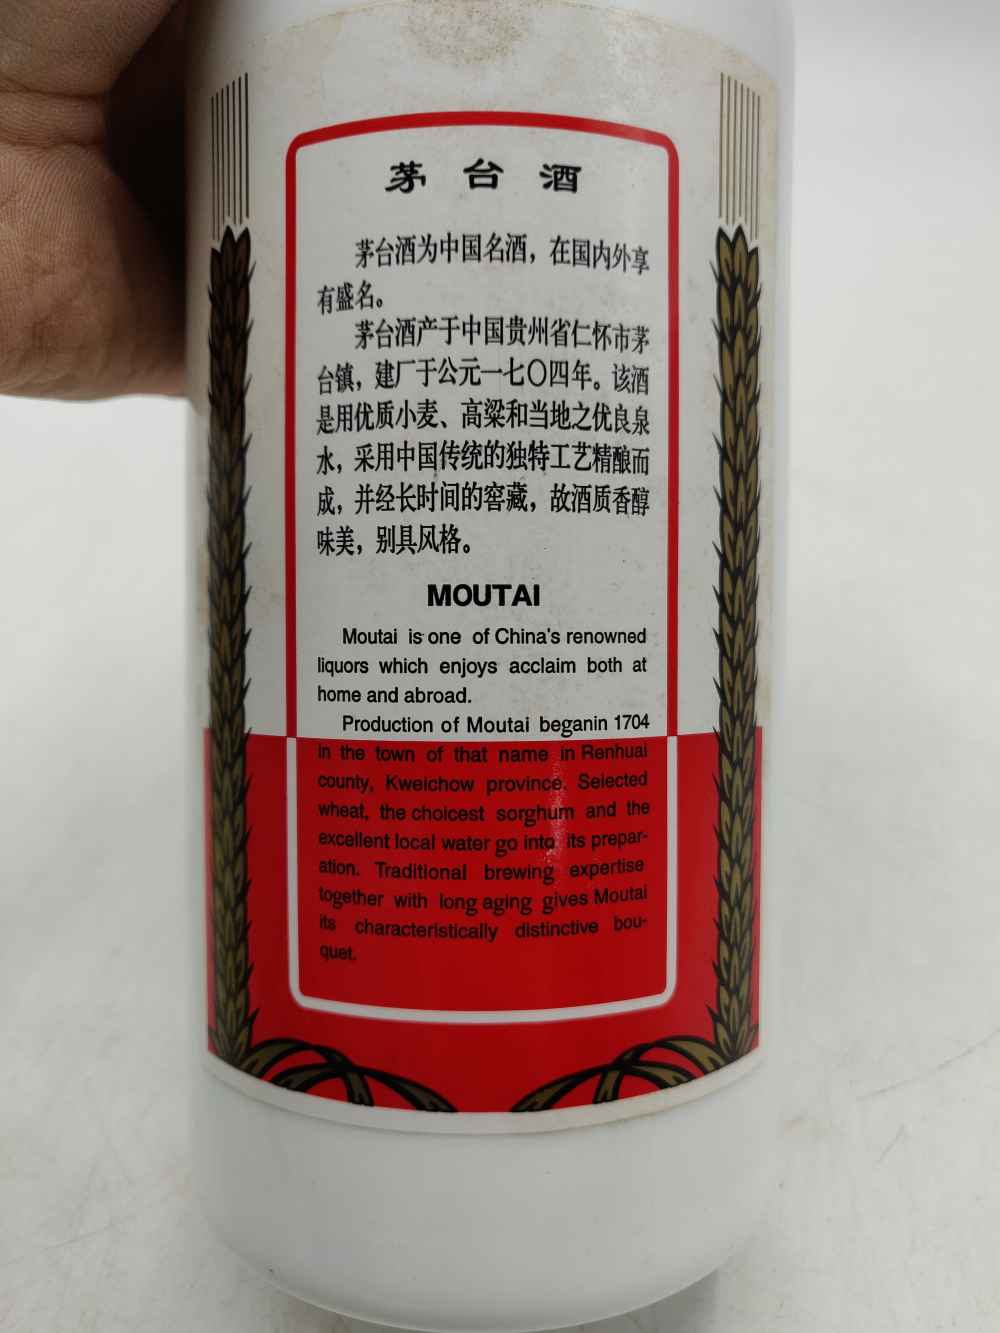 茅台酒
茅台酒为中国名酒，在国内外享
有盛名。
茅台酒产于中国贵州省仁怀市茅
台镇，建厂于公元一七〇四年。该酒
是用优质小麦、高粱和当地之优良泉
水，采用中国传统的独特工艺精酿而
成，并经长时间的窖藏，故酒质香醇
味美，别具风格。
MOUTAI
Moutai is one of China's renowned
liquors which enjoys acclaim both at
home and abroad.
Production of Moutai beganin 1704
in the town of that name in Renhuai
county, Kweichow province. Selected
wheat, the choicest sorghum and the
excellent local water go into its prepar-
ation. Traditional brewing expertise
together with long aging gives Moutai
its characteristically distinctive bou-
quet.